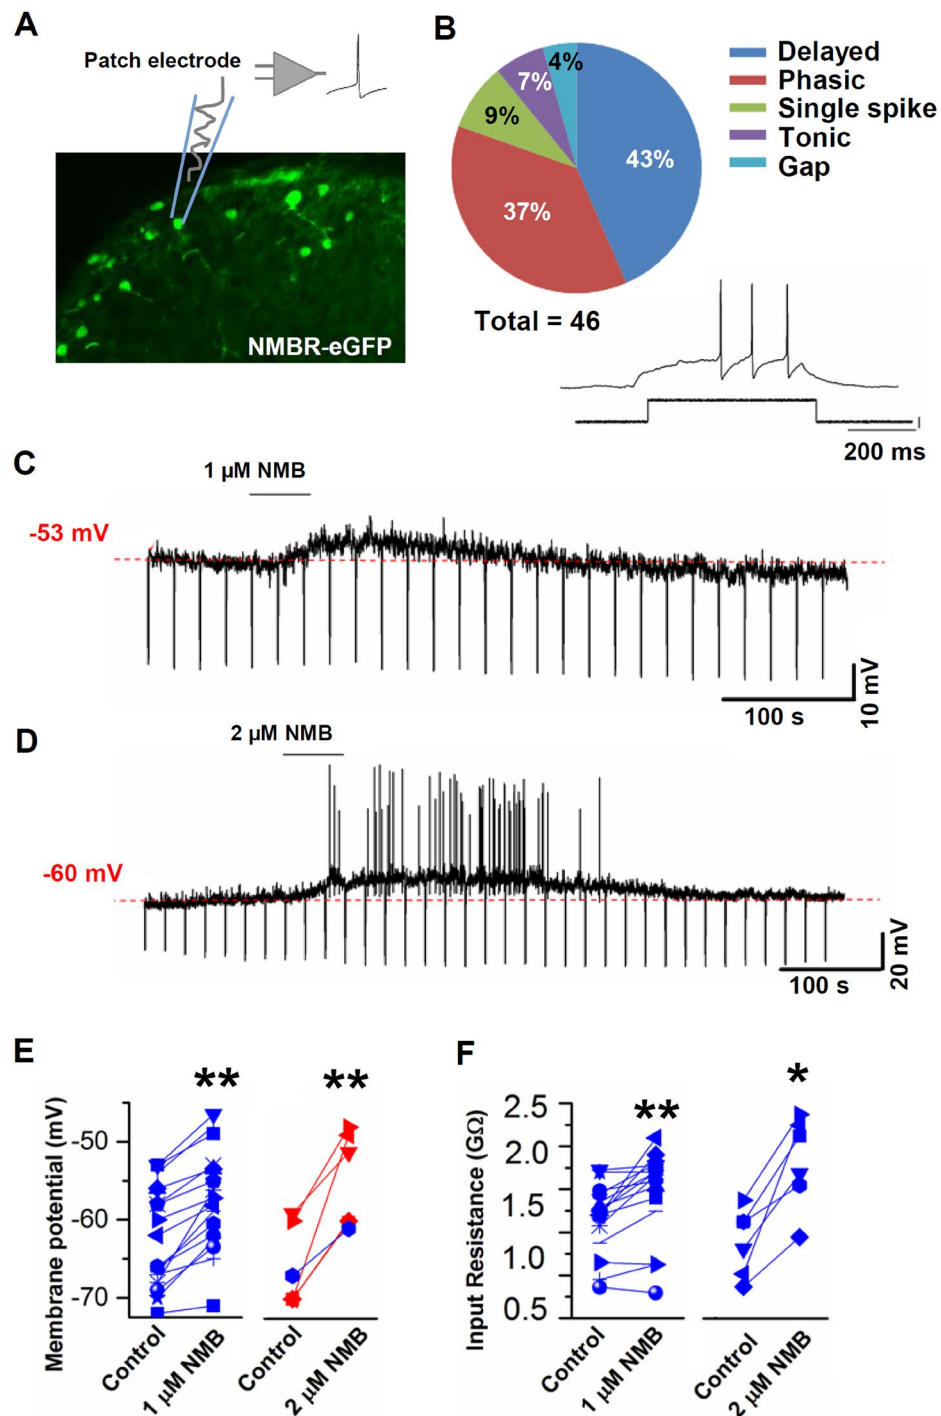 A
Patch electrode
NMBR-eGFP
B
4%
7%
9%
43%
37%
Delayed
Phasic
Single spike
Tonic
Gap
Total = 46
200 ms
C
1 µM NMB
-53 mV
100 s
10 mV
D
2 µM NMB
-60 mV
100 s
20 mV
E
**
**
Membrane potential (mV)
-50
-60
-70
Control
1 µM NMB
Control
2 µM NMB
F
**
*
Input Resistance (GΩ)
2.5
2.0
1.5
1.0
0.5
Control
1 µM NMB
Control
2 µM NMB